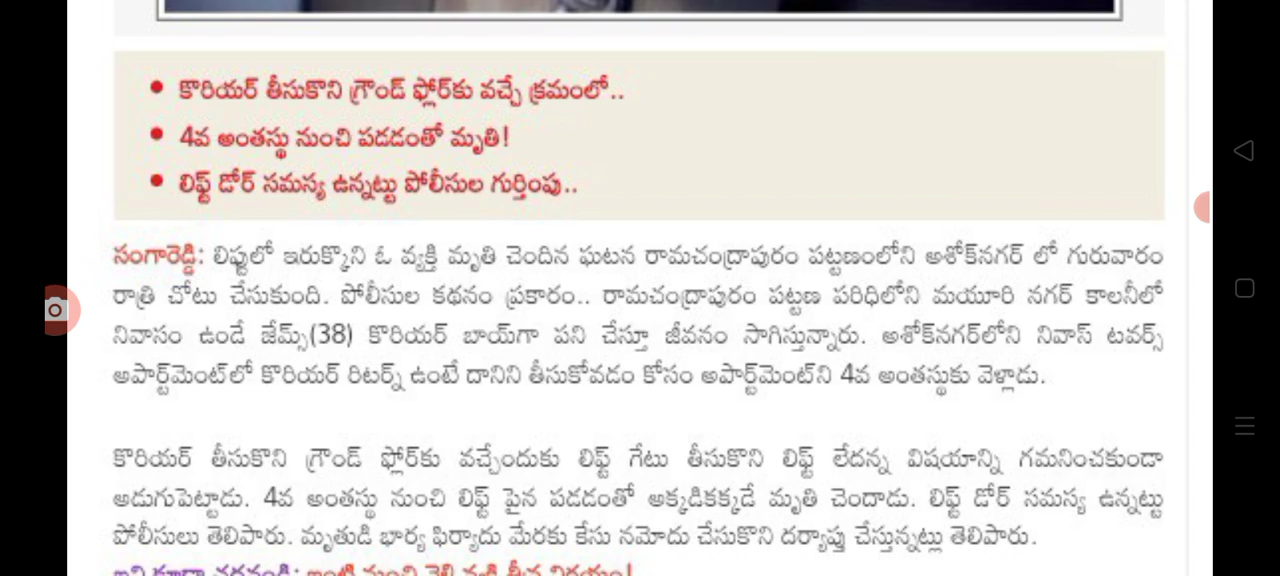 కొరియర్ తీసుకొని గ్రౌండ్ ఫ్లోర్‌కు వచ్చే క్రమంలో..
4వ అంతస్థు నుంచి పడడంతో మృతి!
లిఫ్ట్ డోర్ సమస్య ఉన్నట్టు పోలీసుల గుర్తింపు..
సంగారెడ్డి: లిఫ్టులో ఇరుక్కొని ఓ వ్యక్తి మృతి చెందిన ఘటన రామచంద్రాపురం పట్టణంలోని అశోక్‌నగర్ లో గురువారం
రాత్రి చోటు చేసుకుంది. పోలీసుల కథనం ప్రకారం.. రామచంద్రాపురం పట్టణ పరిధిలోని మయూరి నగర్ కాలనీలో
నివాసం ఉండే జేమ్స్(38) కొరియర్ బాయ్‌గా పని చేస్తూ జీవనం సాగిస్తున్నారు. అశోక్‌నగర్‌లోని నివాస్ టవర్స్
అపార్ట్‌మెంట్‌లో కొరియర్ రిటర్న్ ఉంటే దానిని తీసుకోవడం కోసం అపార్ట్‌మెంట్‌ని 4వ అంతస్థుకు వెళ్లాడు.
కొరియర్ తీసుకొని గ్రౌండ్ ఫ్లోర్‌కు వచ్చేందుకు లిఫ్ట్ గేటు తీసుకొని లిఫ్ట్ లేదన్న విషయాన్ని గమనించకుండా
అడుగుపెట్టాడు. 4వ అంతస్థు నుంచి లిఫ్ట్ పైన పడడంతో అక్కడికక్కడే మృతి చెందాడు. లిఫ్ట్ డోర్ సమస్య ఉన్నట్టు
పోలీసులు తెలిపారు. మృతుడి భార్య ఫిర్యాదు మేరకు కేసు నమోదు చేసుకొని దర్యాప్తు చేస్తున్నట్లు తెలిపారు.